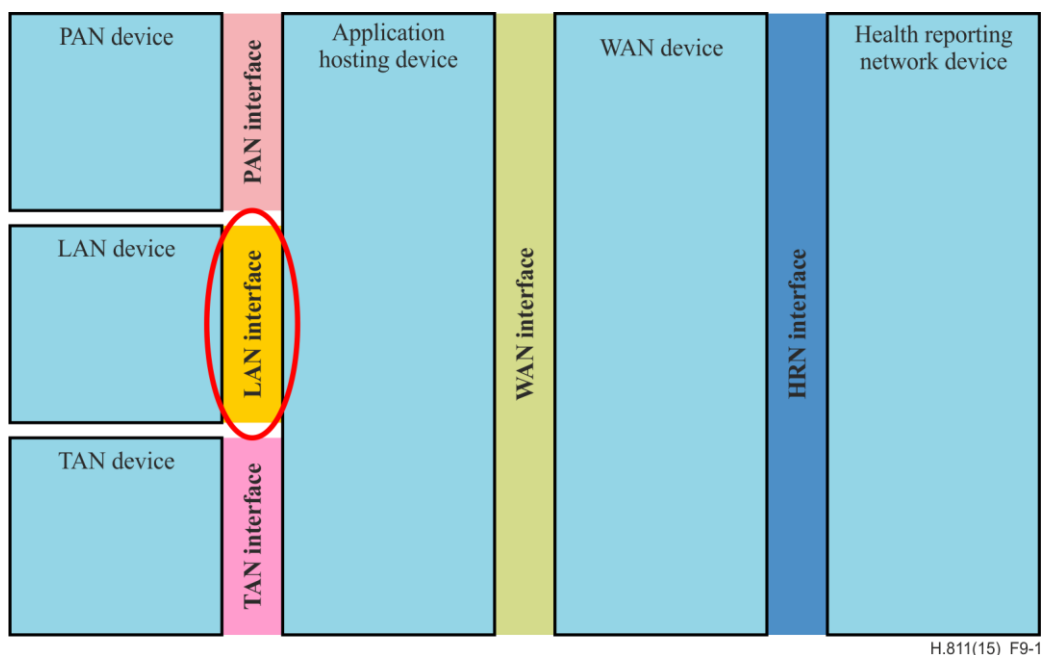 PAN device
PAN interface
Application
hosting device
WAN device
Health reporting
network device
LAN device
LAN interface
WAN interface
HRN interface
TAN device
TAN interface
H.811(15)_F9-1